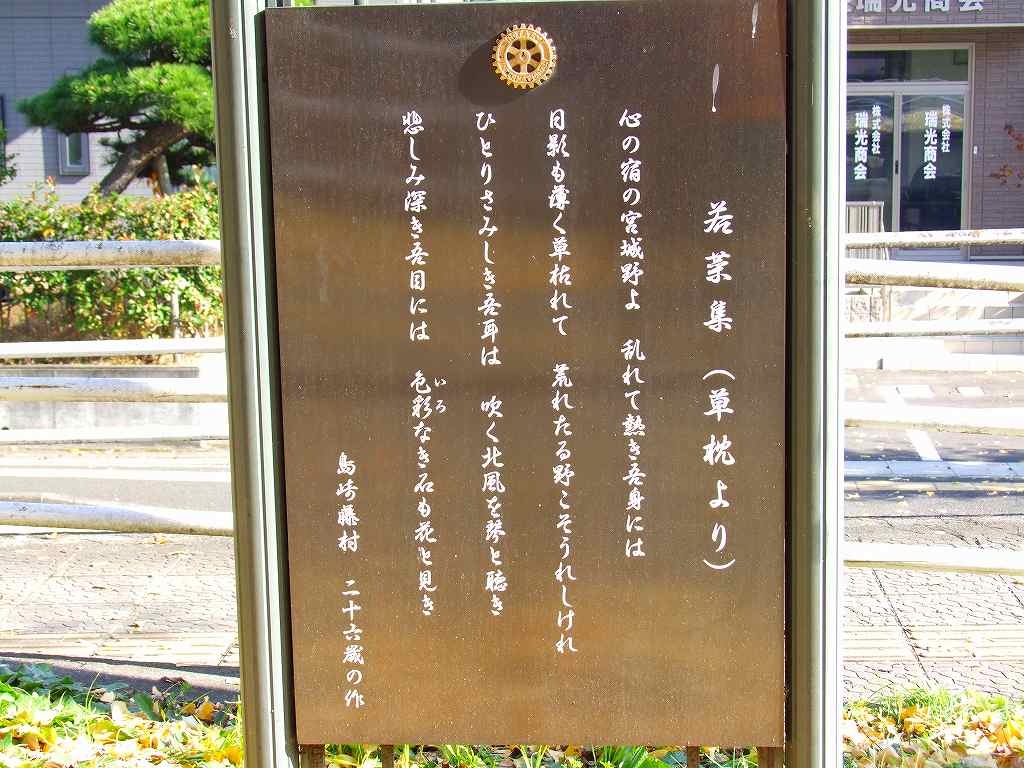 若菜集（草枕より）
心の宿の宮城野よ　乱れて熱き吾身には
日影も薄く草枯れて　荒れたる野こそうれしけれ
ひとりさみしき吾耳は　吹く北風を琴と聴き
悲しみ深き吾目には　色彩なき石も花と見き
いろ
島崎藤村　二十六歳の作
瑞光商会
株式会社
瑞光商会
株式会社
瑞光商会